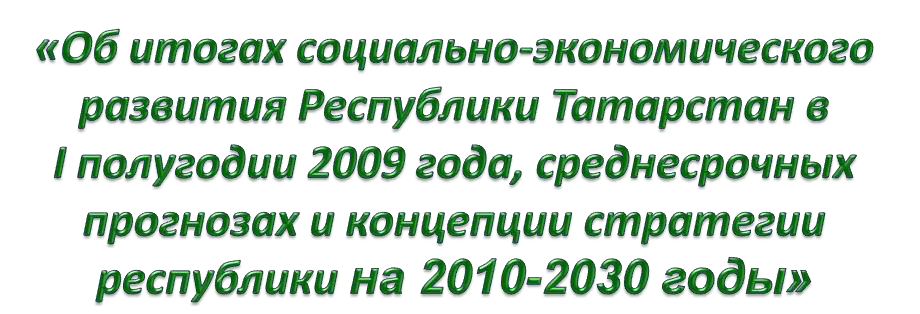 «Об итогах социально-экономического
развития Республики Татарстан в
I полугодии 2009 года, среднесрочных
прогнозах и концепции стратегии
республики на 2010-2030 годы»